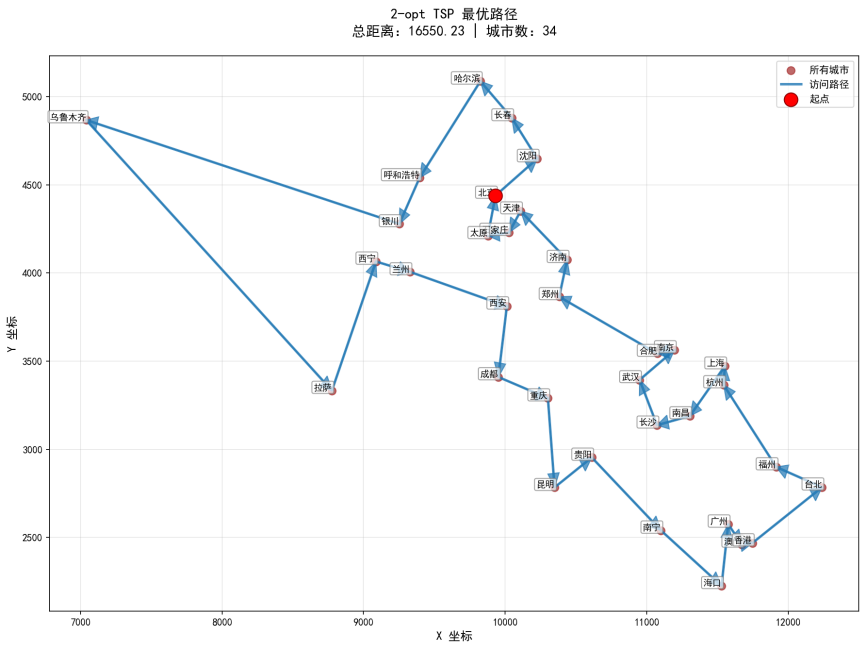 2-opt TSP 最优路径
总距离: 16550.23 | 城市数: 34
所有城市
访问路径
起点
哈尔滨
乌鲁木齐
长春
沈阳
呼和浩特
天津
银川
太原
家庄
西宁
兰州
济南
郑州
西安
合肥
南京
上海
成都
武汉
杭州
拉萨
重庆
南昌
长沙
贵阳
福州
昆明
台北
广州
南宁
香港
海口
5000
4500
4000
3500
3000
2500
Y 坐标
7000
8000
9000
10000
11000
12000
X 坐标